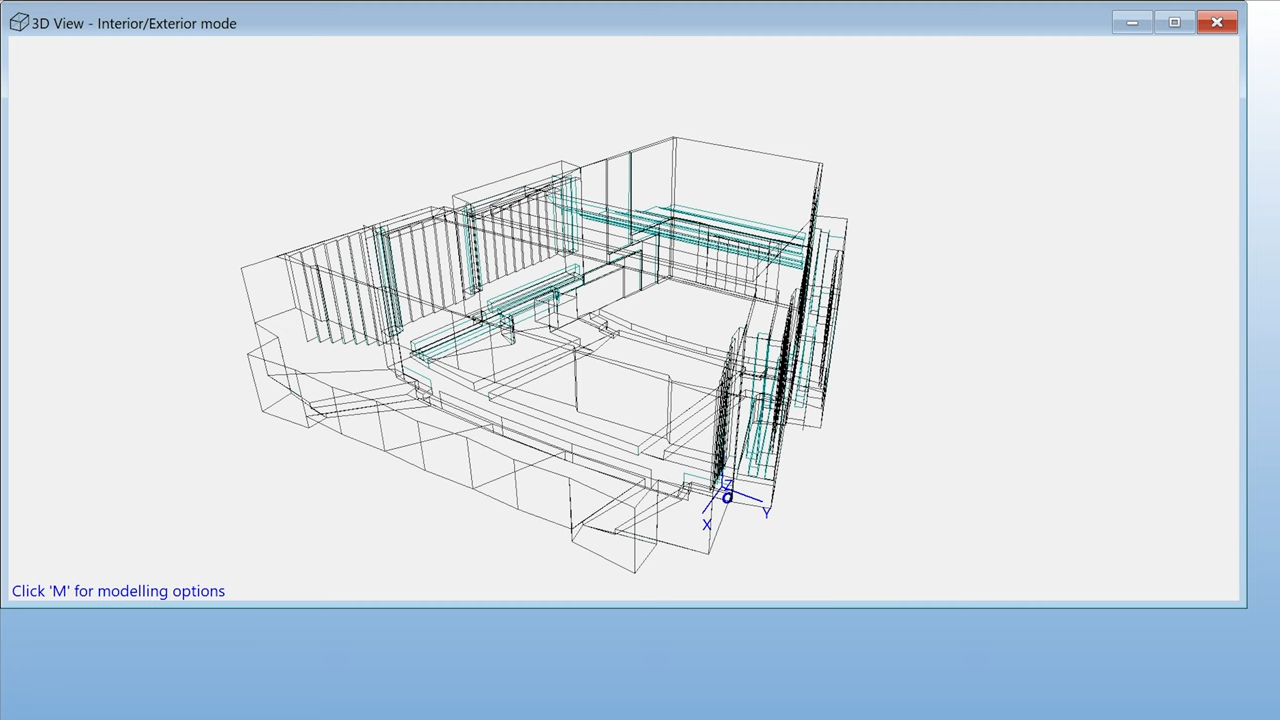 3D View - Interior/Exterior mode
Z
O
X
Y
Click 'M' for modelling options